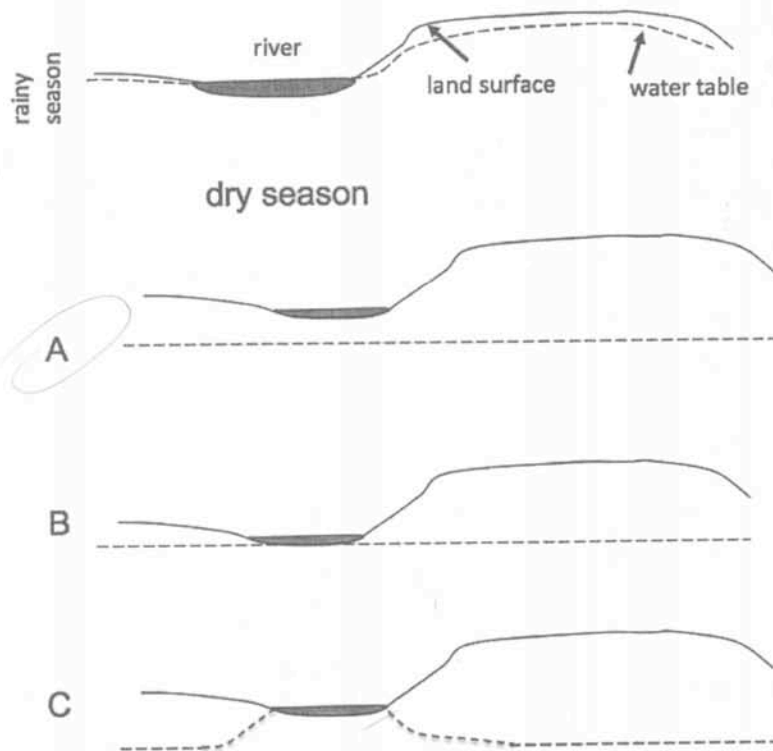 rainy
season
river
land surface
water table
dry season
A
B
C